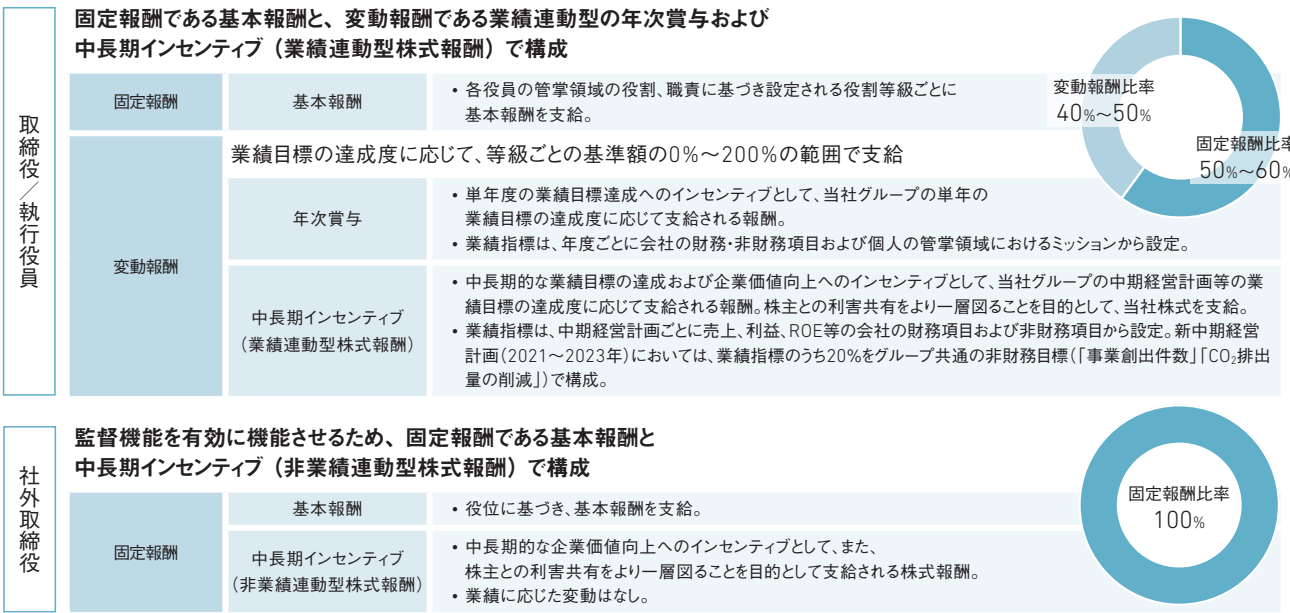 取締役／執行役員
固定報酬である基本報酬と、変動報酬である業績連動型の年次賞与および
中長期インセンティブ（業績連動型株式報酬）で構成
固定報酬
基本報酬
・各役員の管掌領域の役割、職責に基づき設定される役割等級ごとに
基本報酬を支給。
変動報酬
業績目標の達成度に応じて、等級ごとの基準額の0%～200%の範囲で支給
年次賞与
・単年度の業績目標達成へのインセンティブとして、当社グループの単年の
業績目標の達成度に応じて支給される報酬。
・業績指標は、年度ごとに会社の財務・非財務項目および個人の管掌領域におけるミッションから設定。
中長期インセンティブ
（業績連動型株式報酬）
・中長期的な業績目標の達成および企業価値向上へのインセンティブとして、当社グループの中期経営計画等の業
績目標の達成度に応じて支給される報酬。株主との利害共有をより一層図ることを目的として、当社株式を支給。
・業績指標は、中期経営計画ごとに売上、利益、ROE等の会社の財務項目および非財務項目から設定。新中期経営
計画（2021～2023年）においては、業績指標のうち20%をグループ共通の非財務目標（「事業創出件数」「CO₂排出
量の削減」）で構成。
変動報酬比率
40%～50%
固定報酬比率
50%～60%
社外取締役
監督機能を有効に機能させるため、固定報酬である基本報酬と
中長期インセンティブ（非業績連動型株式報酬）で構成
固定報酬
基本報酬
・役位に基づき、基本報酬を支給。
中長期インセンティブ
（非業績連動型株式報酬）
・中長期的な企業価値向上へのインセンティブとして、また、
株主との利害共有をより一層図ることを目的として支給される株式報酬。
・業績に応じた変動はなし。
固定報酬比率
100%